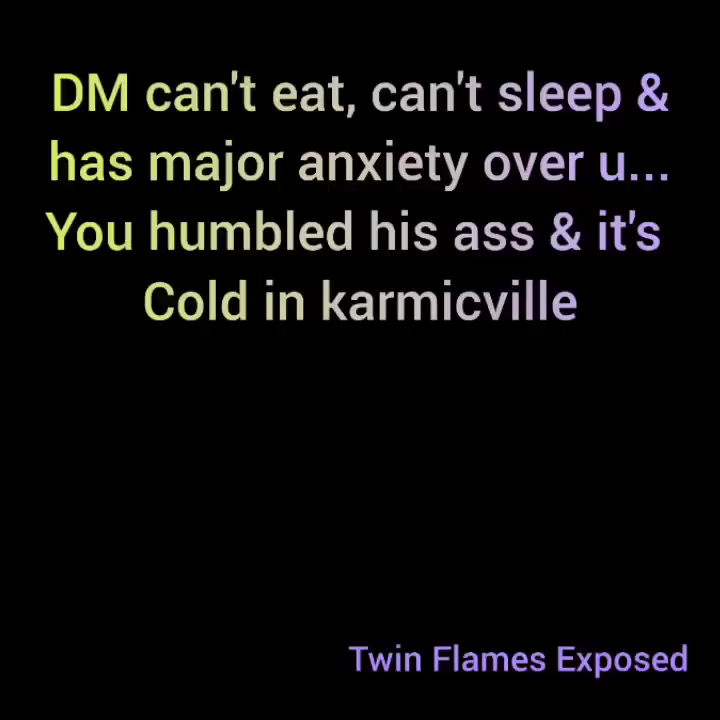 DM can't eat, can't sleep &
has major anxiety over u...
You humbled his ass & it's
Cold in karmicville
Twin Flames Exposed